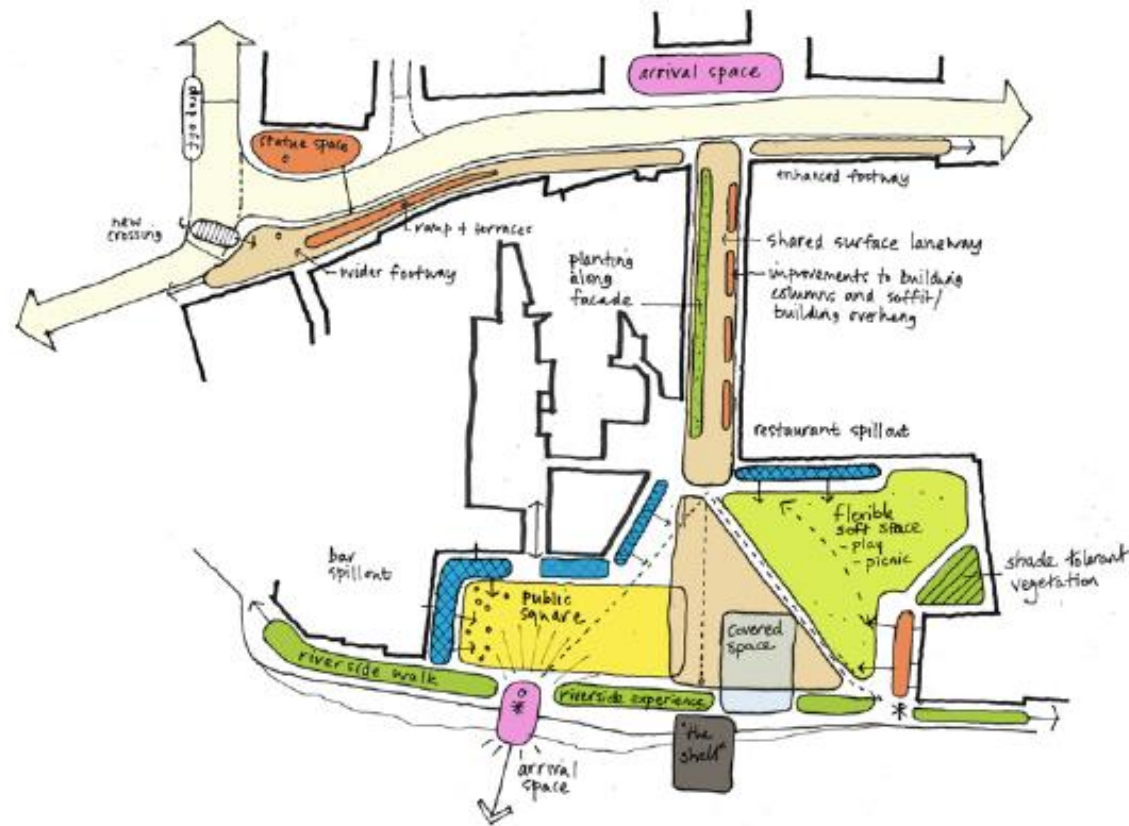 arrival space
drop off
statue space
enhanced footway
new
crossing
ramp + terraces
wider footway
shared surface laneway
planting
along
facade
improvements to building
columns and soffit/
building overhang
restaurant spillout
flexible
soft space
- play
- picnic
shade tolerant
vegetation
bar
spillout
public
square
covered
space
riverside walk
riverside experience
"the
shell"
arrival
space